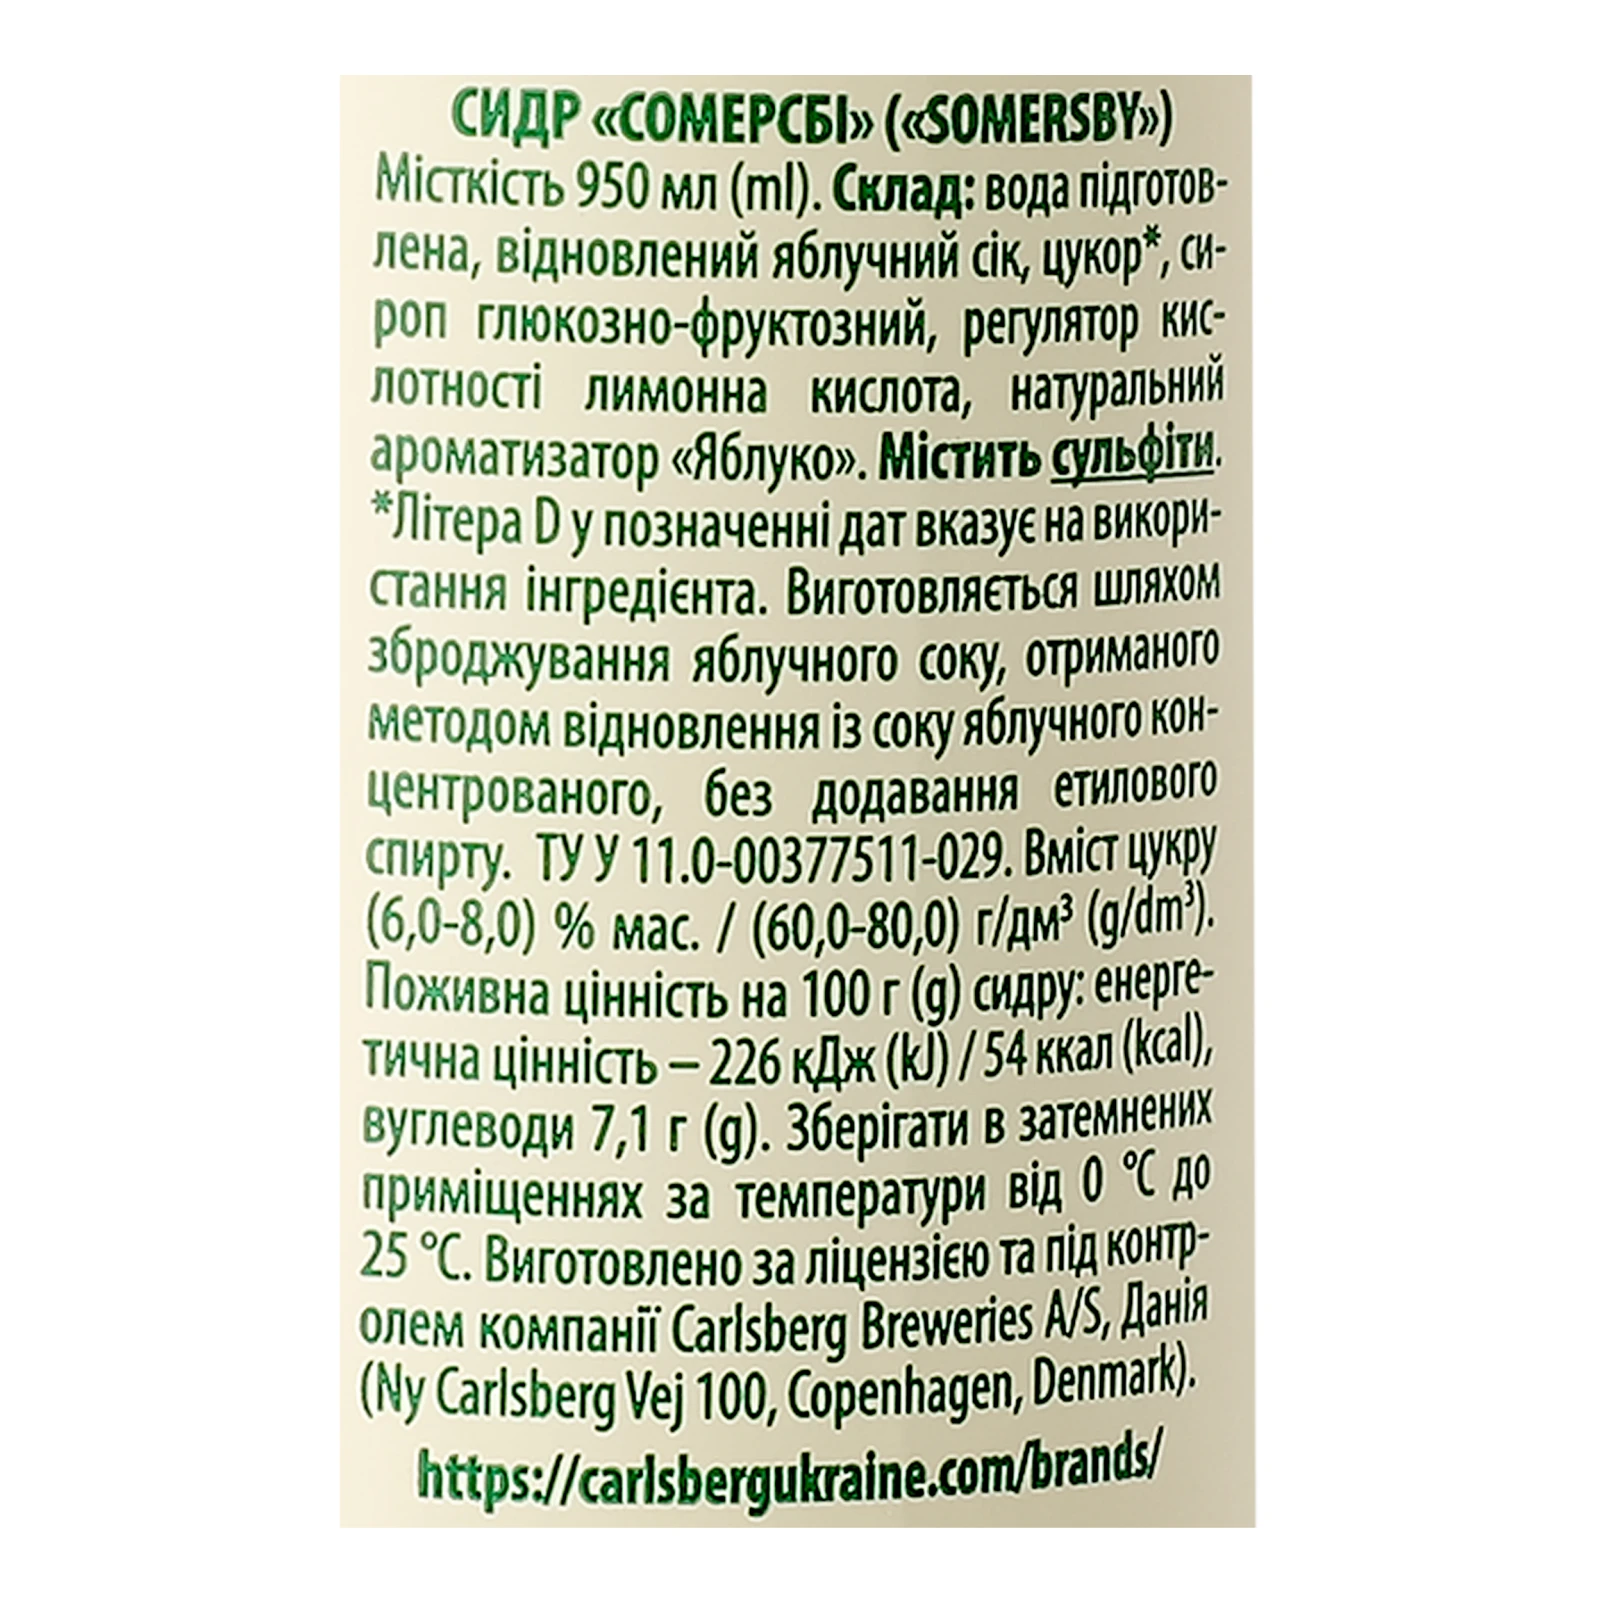 СИДР «СОМЕРСБІ» («SOMERSBY»)
Місткість 950 мл (ml). Склад: вода підготов-
лена, відновлений яблучний сік, цукор*, си-
роп глюкозно-фруктозний, регулятор кис-
лотності лимонна кислота, натуральний
ароматизатор «Яблуко». Містить сульфіти.
*Літера D у позначенні дат вказує на викори-
стання інгредієнта. Виготовляється шляхом
зброджування яблучного соку, отриманого
методом відновлення із соку яблучного кон-
центрованого, без додавання етилового
спирту. ТУ У 11.0-00377511-029. Вміст цукру
(6,0-8,0) % мас. / (60,0-80,0) г/дм³ (g/dm³).
Поживна цінність на 100 г (g) сидру: енерге-
тична цінність – 226 кДж (kJ) / 54 ккал (kcal),
вуглеводи 7,1 г (g). Зберігати в затемнених
приміщеннях за температури від 0 °С до
25 °С. Виготовлено за ліцензією та під контр-
олем компанії Carlsberg Breweries A/S, Данія
(Ny Carlsberg Vej 100, Copenhagen, Denmark).
https://carlsbergukraine.com/brands/